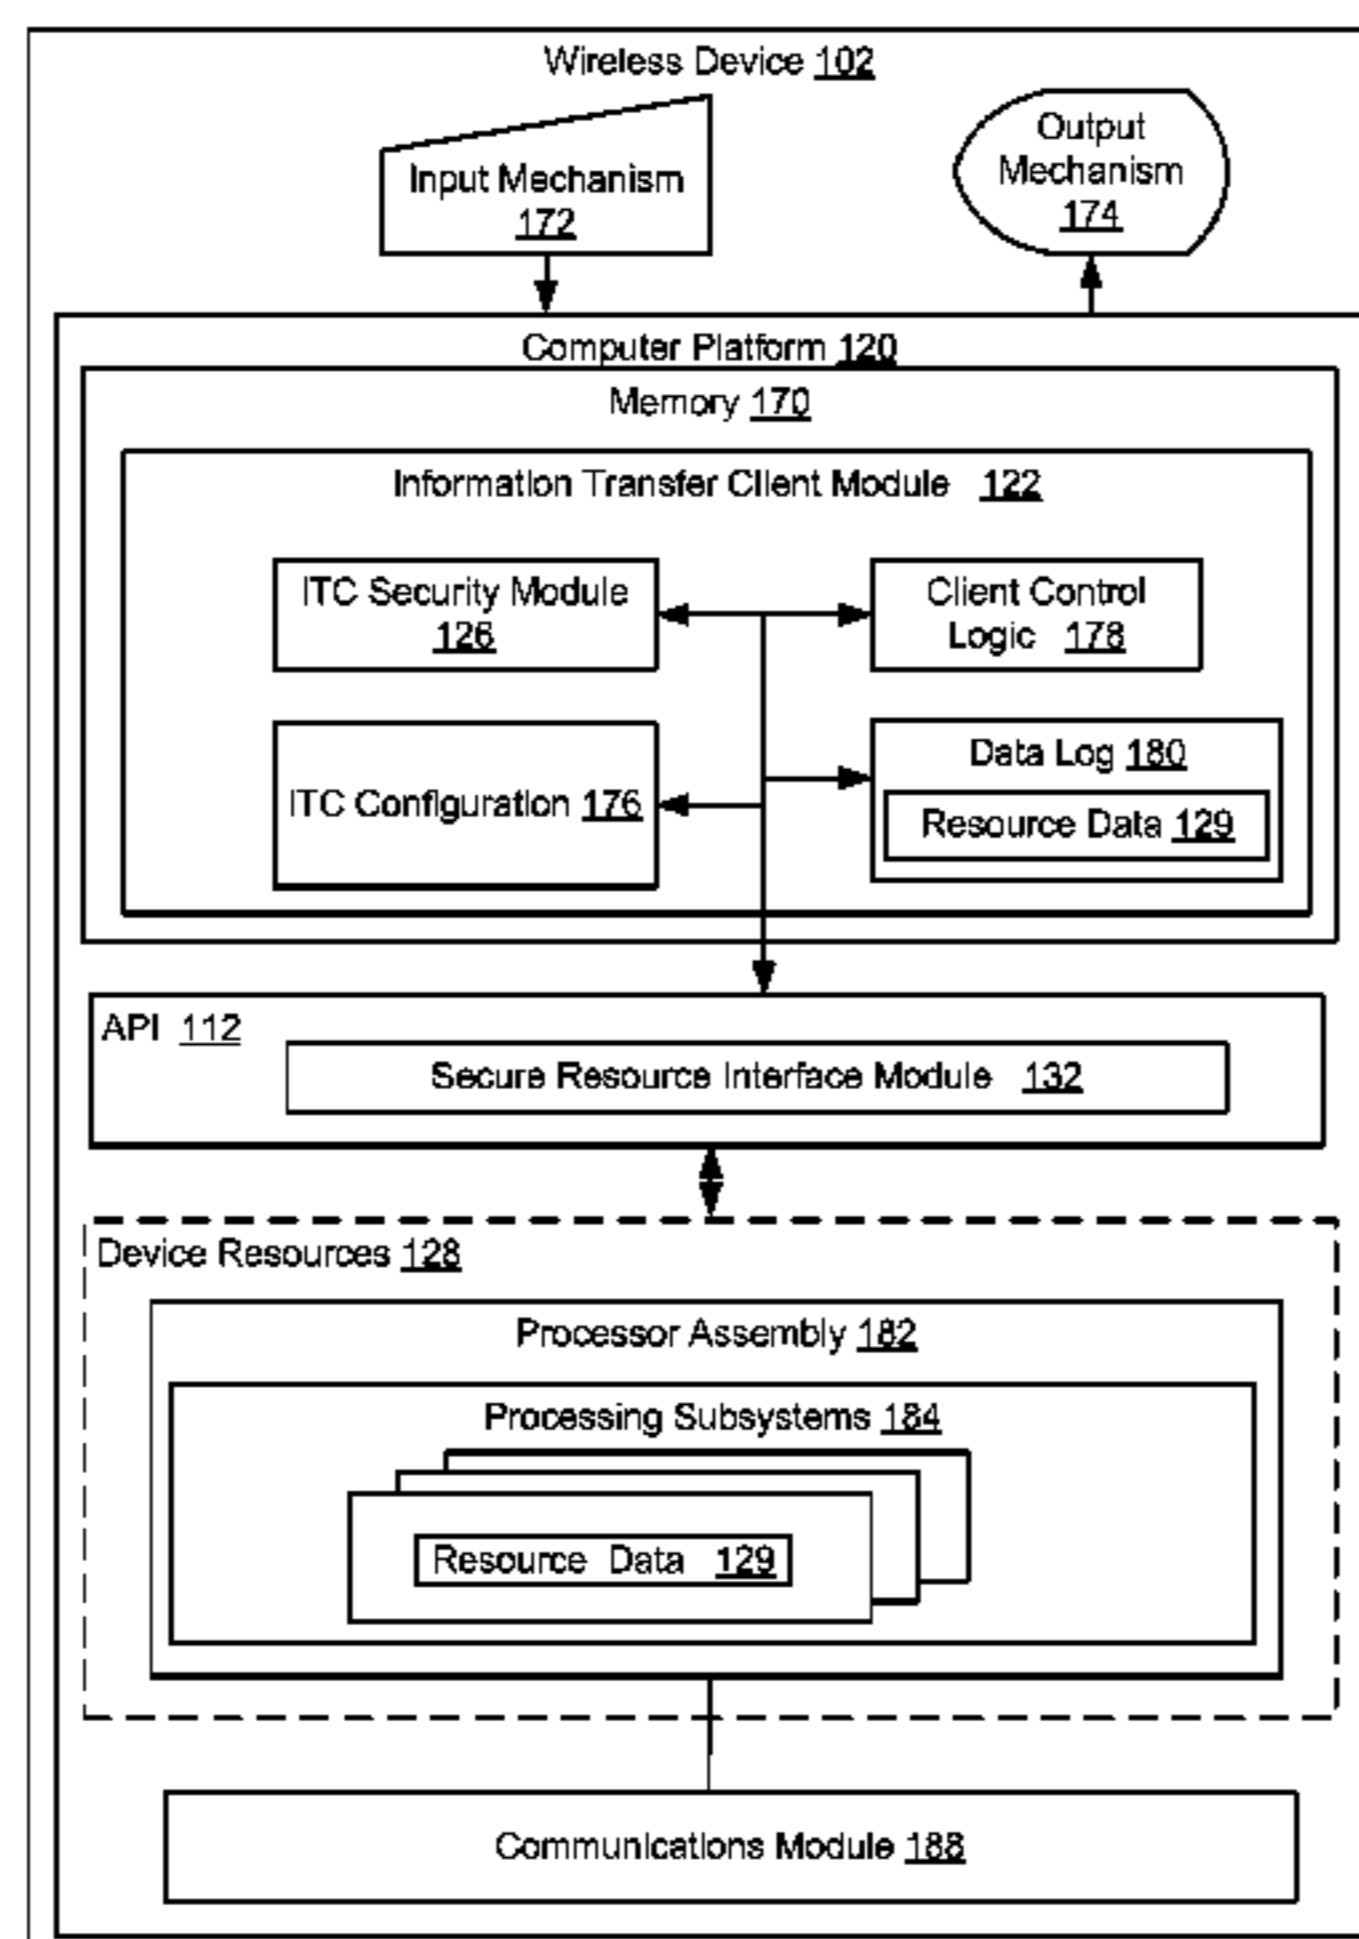 Wireless Device 102
Input Mechanism
172
Output
Mechanism
174
Computer Platform 120
Memory 170
Information Transfer Client Module 122
ITC Security Module
126
Client Control
Logic 178
ITC Configuration 176
Data Log 180
Resource Data 129
API 112
Secure Resource Interface Module 132
Device Resources 128
Processor Assembly 182
Processing Subsystems 184
Resource Data 129
Communications Module 188